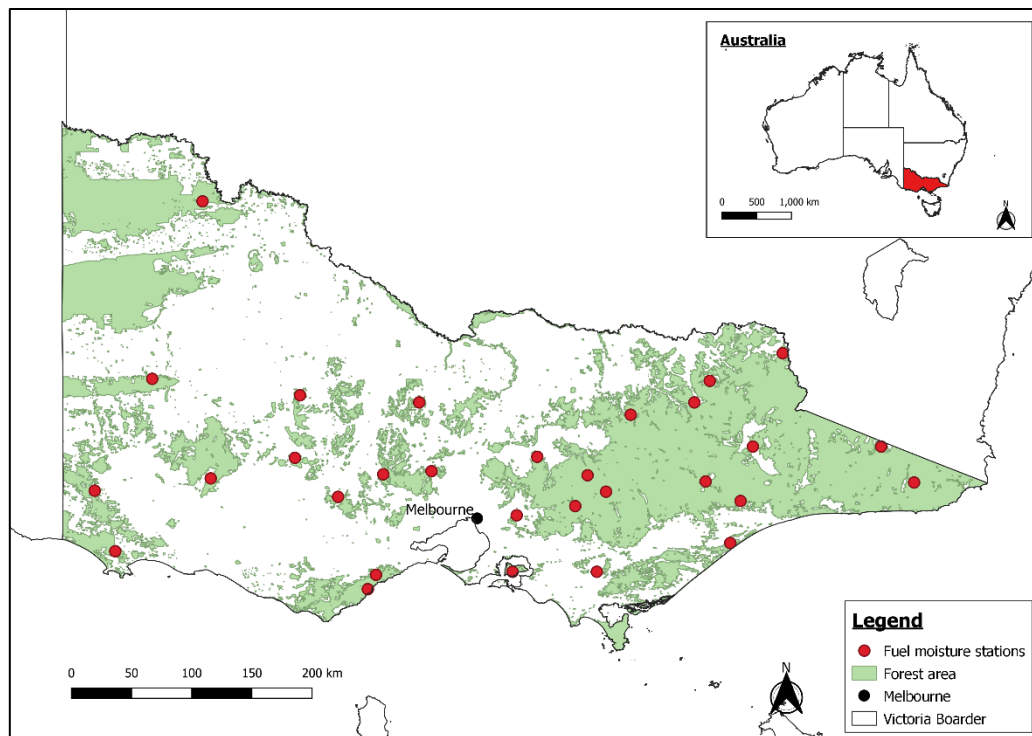 Australia
0 500 1,000 km
N
Melbourne
0 50 100 150 200 km
N
Legend
Fuel moisture stations
Forest area
Melbourne
Victoria Boarder